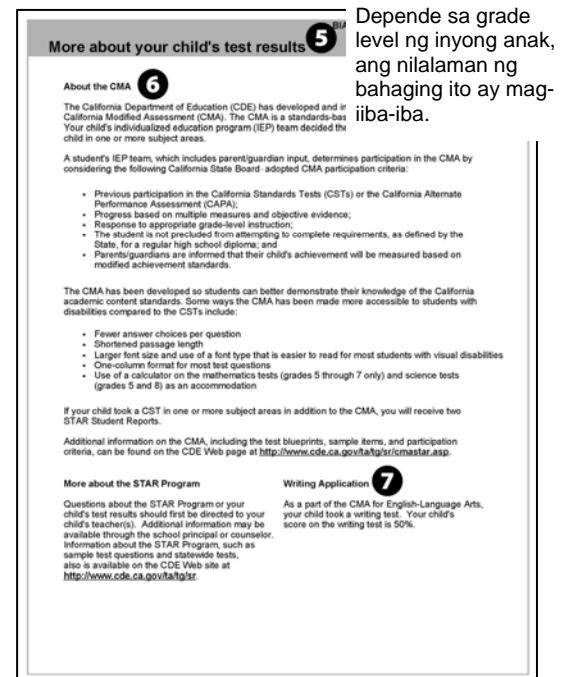 BIA
More about your child's test results 5
Depende sa grade
level ng inyong anak,
ang nilalaman ng
bahaging ito ay mag-
iiba-iba.
About the CMA 6
The California Department of Education (CDE) has developed and i
California Modified Assessment (CMA). The CMA is a standards-bas
Your child's individualized education program (IEP) team decided the
child in one or more subject areas.
A student's IEP team, which includes parent/guardian input, determines participation in the CMA by
considering the following California State Board-adopted CMA participation criteria:
• Previous participation in the California Standards Tests (CSTs) or the California Alternate
Performance Assessment (CAPA);
• Progress based on multiple measures and objective evidence;
• Response to appropriate grade-level instruction;
• The student is not precluded from attempting to complete requirements, as defined by the
State, for a regular high school diploma; and
• Parents/guardians are informed that their child's achievement will be measured based on
modified achievement standards.
The CMA has been developed so students can better demonstrate their knowledge of the California
academic content standards. Some ways the CMA has been made more accessible to students with
disabilities compared to the CSTs include:
• Fewer answer choices per question
• Shortened passage length
• Larger font size and use of a font type that is easier to read for most students with visual disabilities
• One-column format for most test questions
• Use of a calculator on the mathematics tests (grades 5 through 7 only) and science tests
(grades 5 and 8) as an accommodation
If your child took a CST in one or more subject areas in addition to the CMA, you will receive two
STAR Student Reports.
Additional information on the CMA, including the test blueprints, sample items, and participation
criteria, can be found on the CDE Web page at http://www.cde.ca.gov/ta/tg/sr/cmastar.asp.
More about the STAR Program
Questions about the STAR Program or your
child's test results should first be directed to your
child's teacher(s). Additional information may be
available through the school principal or counselor.
Information about the STAR Program, such as
sample test questions and statewide tests,
also is available on the CDE Web site at
http://www.cde.ca.gov/ta/tg/sr.
Writing Application 7
As a part of the CMA for English-Language Arts,
your child took a writing test. Your child's
score on the writing test is 50%.